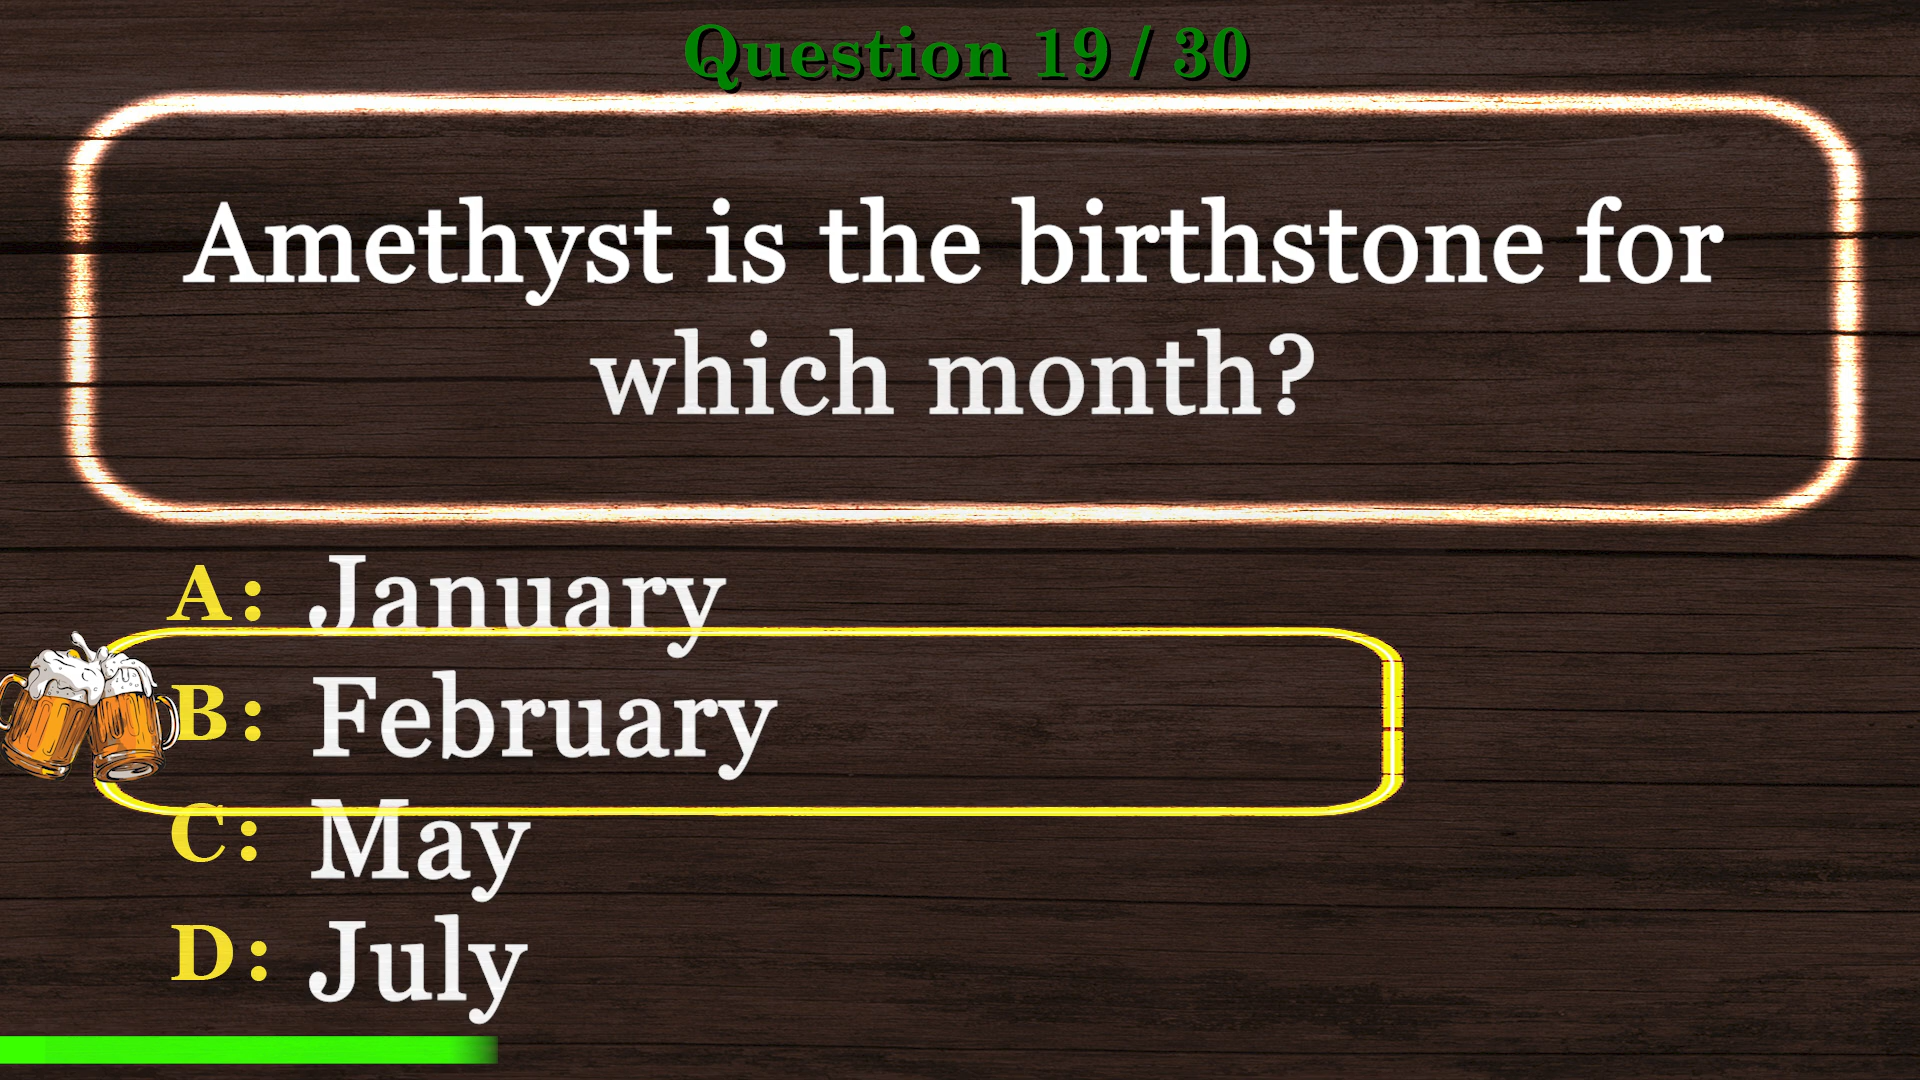 Question 19 / 30
Amethyst is the birthstone for
which month?
A: January
B: February
C: May
D: July